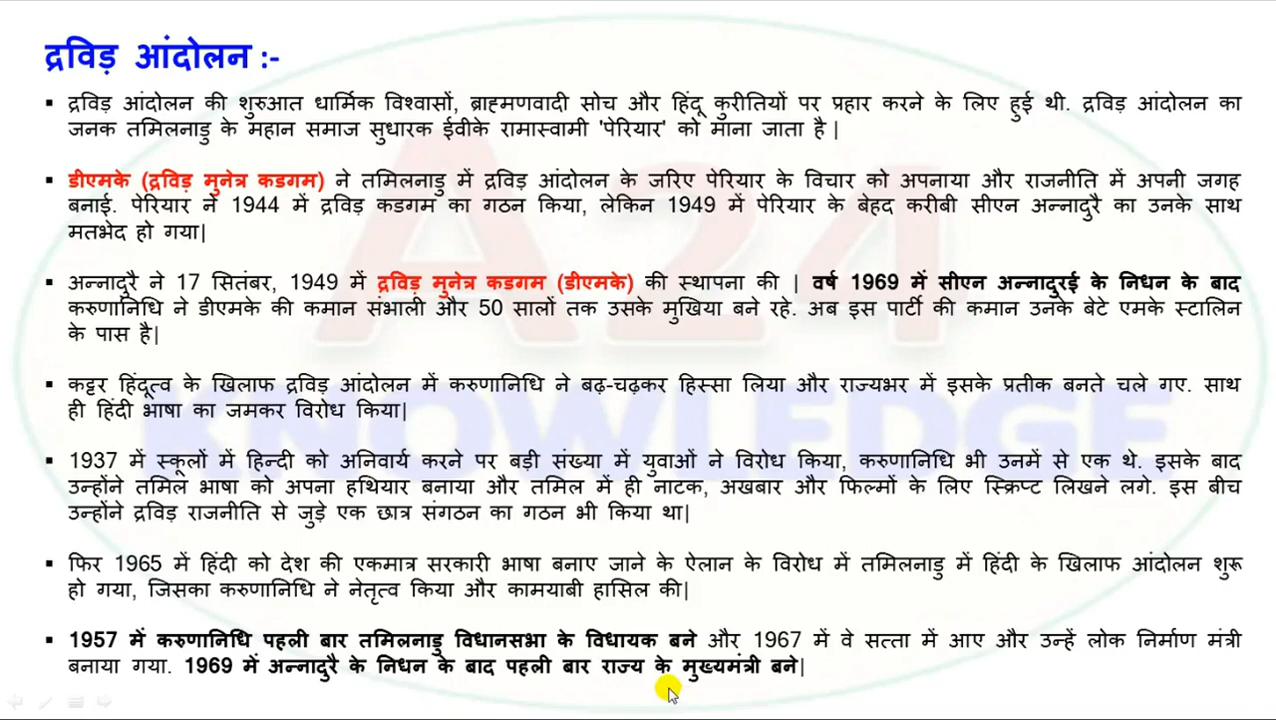 द्रविड़ आंदोलन :-
▪ द्रविड़ आंदोलन की शुरुआत धार्मिक विश्वासों, ब्राह्मणवादी सोच और हिंदू कुरीतियों पर प्रहार करने के लिए हुई थी. द्रविड़ आंदोलन का
जनक तमिलनाडु के महान समाज सुधारक ईवीके रामास्वामी 'पेरियार' को माना जाता है |
▪ डीएमके (द्रविड़ मुनेत्र कडगम) ने तमिलनाडु में द्रविड़ आंदोलन के जरिए पेरियार के विचार को अपनाया और राजनीति में अपनी जगह
बनाई. पेरियार ने 1944 में द्रविड़ कडगम का गठन किया, लेकिन 1949 में पेरियार के बेहद करीबी सीएन अन्नादुरै का उनके साथ
मतभेद हो गया|
▪ अन्नादुरै ने 17 सितंबर, 1949 में द्रविड़ मुनेत्र कडगम (डीएमके) की स्थापना की | वर्ष 1969 में सीएन अन्नादुरई के निधन के बाद
करुणानिधि ने डीएमके की कमान संभाली और 50 सालों तक उसके मुखिया बने रहे. अब इस पार्टी की कमान उनके बेटे एमके स्टालिन
के पास है|
▪ कट्टर हिंदूत्व के खिलाफ द्रविड़ आंदोलन में करुणानिधि ने बढ़-चढ़कर हिस्सा लिया और राज्यभर में इसके प्रतीक बनते चले गए. साथ
ही हिंदी भाषा का जमकर विरोध किया|
▪ 1937 में स्कूलों में हिन्दी को अनिवार्य करने पर बड़ी संख्या में युवाओं ने विरोध किया, करुणानिधि भी उनमें से एक थे. इसके बाद
उन्होंने तमिल भाषा को अपना हथियार बनाया और तमिल में ही नाटक, अखबार और फिल्मों के लिए स्क्रिप्ट लिखने लगे. इस बीच
उन्होंने द्रविड़ राजनीति से जुड़े एक छात्र संगठन का गठन भी किया था|
▪ फिर 1965 में हिंदी को देश की एकमात्र सरकारी भाषा बनाए जाने के ऐलान के विरोध में तमिलनाडु में हिंदी के खिलाफ आंदोलन शुरू
हो गया, जिसका करुणानिधि ने नेतृत्व किया और कामयाबी हासिल की|
▪ 1957 में करुणानिधि पहली बार तमिलनाडु विधानसभा के विधायक बने और 1967 में वे सत्ता में आए और उन्हें लोक निर्माण मंत्री
बनाया गया. 1969 में अन्नादुरै के निधन के बाद पहली बार राज्य के मुख्यमंत्री बने|
A24
KNOWLEDGE